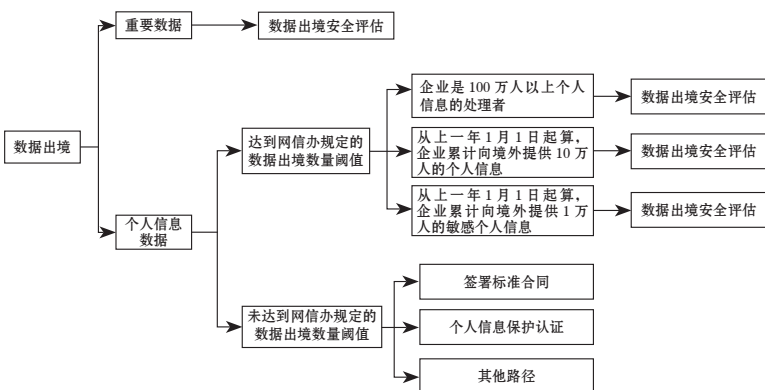 重要数据
数据出境安全评估
数据出境
个人信息
数据
达到网信办规定的
数据出境数量阈值
企业是 100 万人以上个人
信息的处理者
数据出境安全评估
从上一年 1 月 1 日起算，
企业累计向境外提供 10 万
人的个人信息
数据出境安全评估
从上一年 1 月 1 日起算，
企业累计向境外提供 1 万
人的敏感个人信息
数据出境安全评估
未达到网信办规定的
数据出境数量阈值
签署标准合同
个人信息保护认证
其他路径